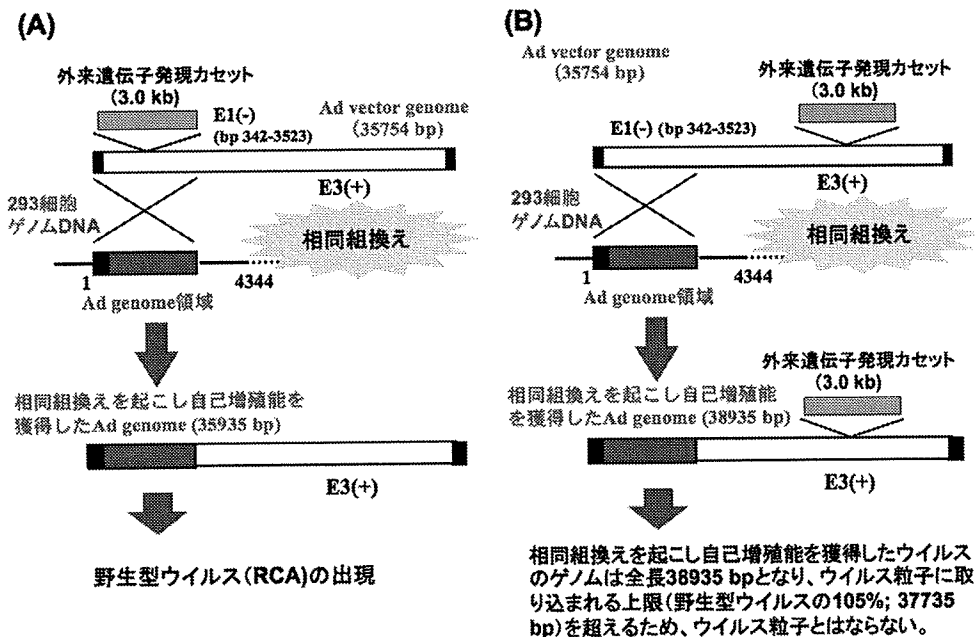 (A)
外来遺伝子発現カセット
(3.0 kb)
E1(-)
(bp 342-3523)
Ad vector genome
(35754 bp)
E3(+)
293細胞
ゲノムDNA
相同組換え
1
4344
Ad genome領域
相同組換えを起こし自己増殖能を
獲得したAd genome (35935 bp)
E3(+)
野生型ウイルス(RCA)の出現
(B)
Ad vector genome
(35754 bp)
外来遺伝子発現カセット
(3.0 kb)
E1(-) (bp 342-3523)
E3(+)
293細胞
ゲノムDNA
相同組換え
1
4344
Ad genome領域
外来遺伝子発現カセット
(3.0 kb)
相同組換えを起こし自己増殖能
を獲得したAd genome (38935 bp)
E3(+)
相同組換えを起こし自己増殖能を獲得したウイルス
のゲノムは全長38935 bpとなり、ウイルス粒子に取
り込まれる上限(野生型ウイルスの105%; 37735
bp)を超えるため、ウイルス粒子とはならない。